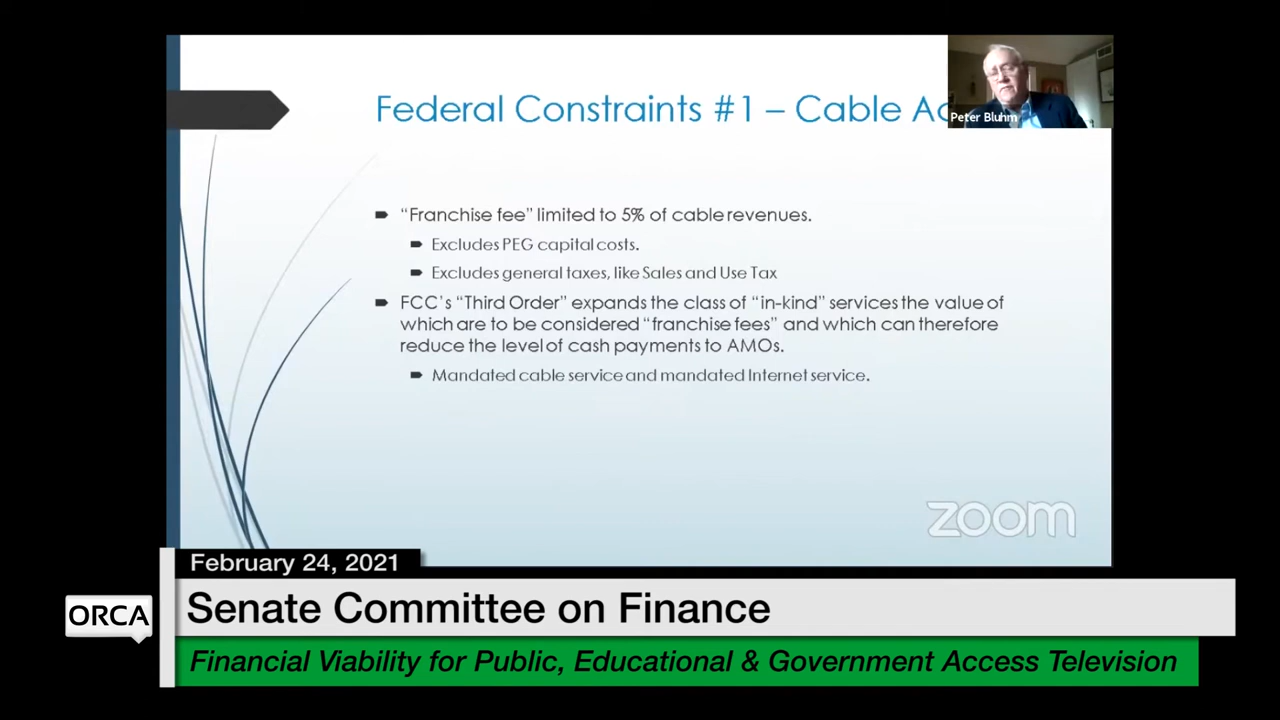 Federal Constraints #1 – Cable Ac
Peter Bluhm
“Franchise fee” limited to 5% of cable revenues.
Excludes PEG capital costs.
Excludes general taxes, like Sales and Use Tax
FCC’s “Third Order” expands the class of “in-kind” services the value of
which are to be considered “franchise fees” and which can therefore
reduce the level of cash payments to AMOs.
Mandated cable service and mandated Internet service.
zoom
February 24, 2021
ORCA
Senate Committee on Finance
Financial Viability for Public, Educational & Government Access Television